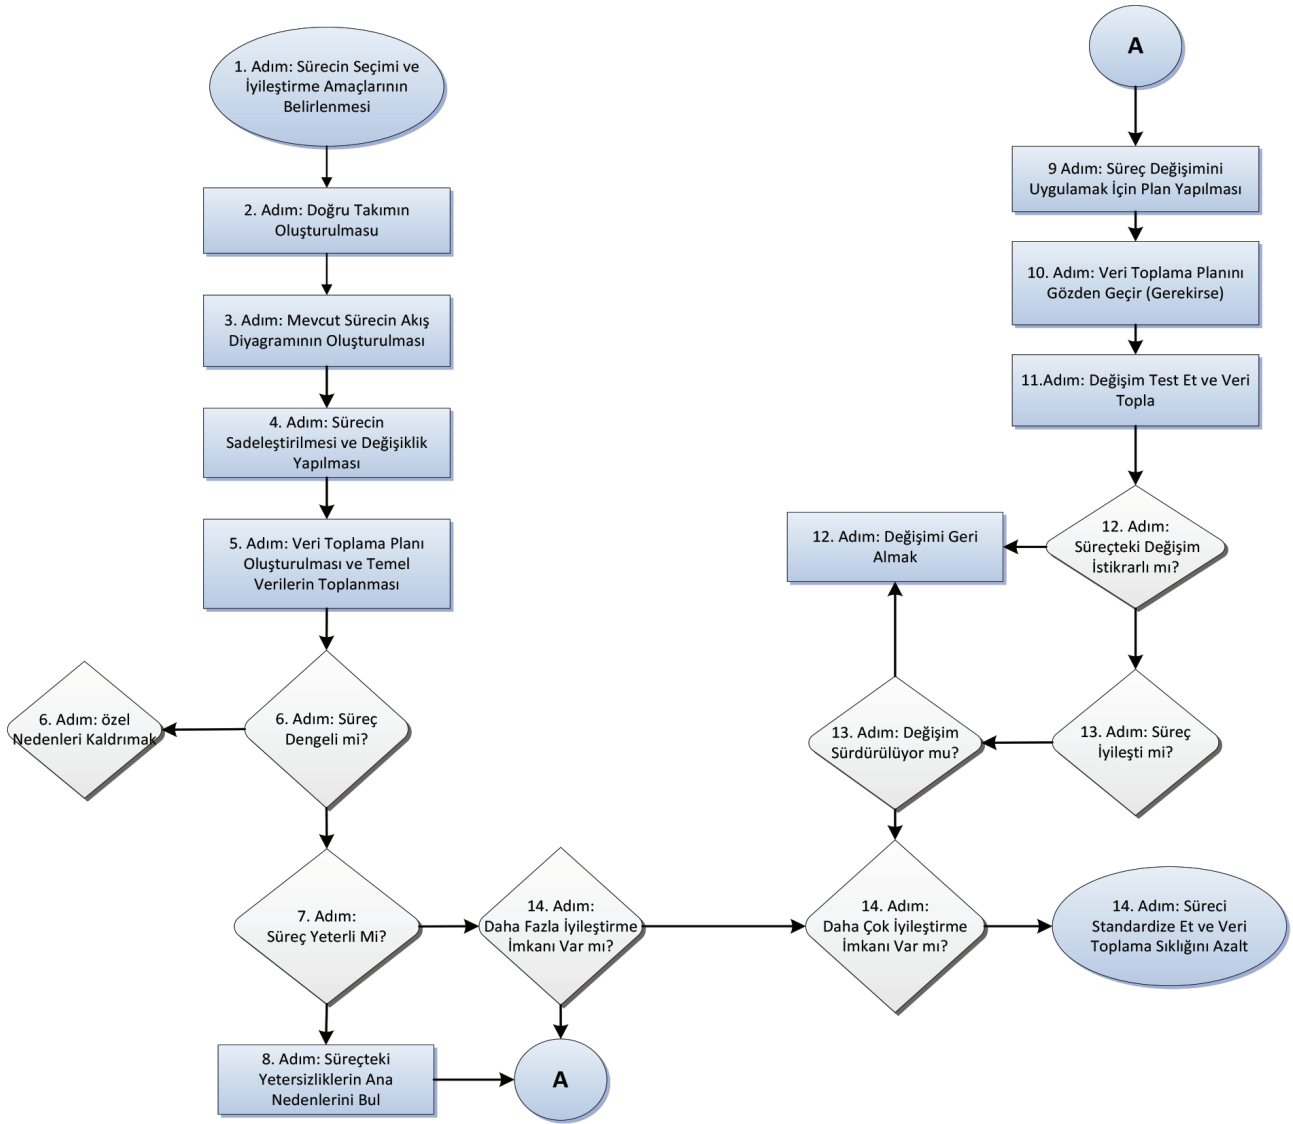 1. Adım: Sürecin Seçimi ve
İyileştirme Amaçlarının
Belirlenmesi
2. Adım: Doğru Takımın
Oluşturulması
3. Adım: Mevcut Sürecin Akış
Diyagramının Oluşturulması
4. Adım: Sürecin
Sadeleştirilmesi ve Değişiklik
Yapılması
5. Adım: Veri Toplama Planı
Oluşturulması ve Temel
Verilerin Toplanması
6. Adım: özel
Nedenleri Kaldrımak
6. Adım: Süreç
Dengeli mi?
7. Adım:
Süreç Yeterli Mi?
14. Adım:
Daha Fazla İyileştirme
İmkanı Var mı?
8. Adım: Süreçteki
Yetersizliklerin Ana
Nedenlerini Bul
A
A
9 Adım: Süreç Değişimini
Uygulamak İçin Plan Yapılması
10. Adım: Veri Toplama Planını
Gözden Geçir (Gerekirse)
11.Adım: Değişim Test Et ve Veri
Topla
12. Adım:
Süreçteki Değişim
İstikrarlı mı?
12. Adım: Değişimi Geri
Almak
13. Adım: Süreç
İyileşti mi?
13. Adım: Değişim
Sürdürülüyor mu?
14. Adım:
Daha Çok İyileştirme
İmkanı Var mı?
14. Adım: Süreci
Standardize Et ve Veri
Toplama Sıklığını Azalt